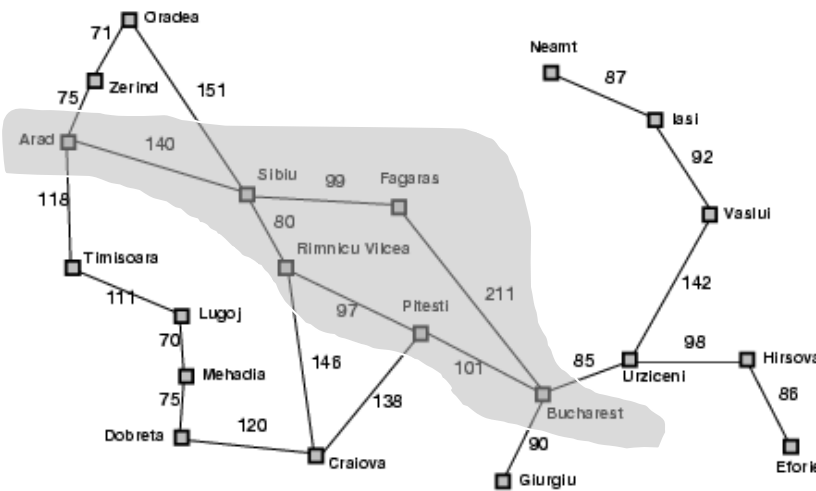 Oradea
71
Neamt
87
Zerind
151
75
Iasi
Arad
140
92
Sibiu
99
Fagaras
118
80
Vaslui
Timisoara
Rimnicu Vilcea
111
142
211
Lugoj
97
Pitesti
70
98
146
101
85
Hirsova
Mehadia
Urziceni
75
138
86
120
Bucharest
Dobreta
90
Craiova
Eforie
Giurgiu